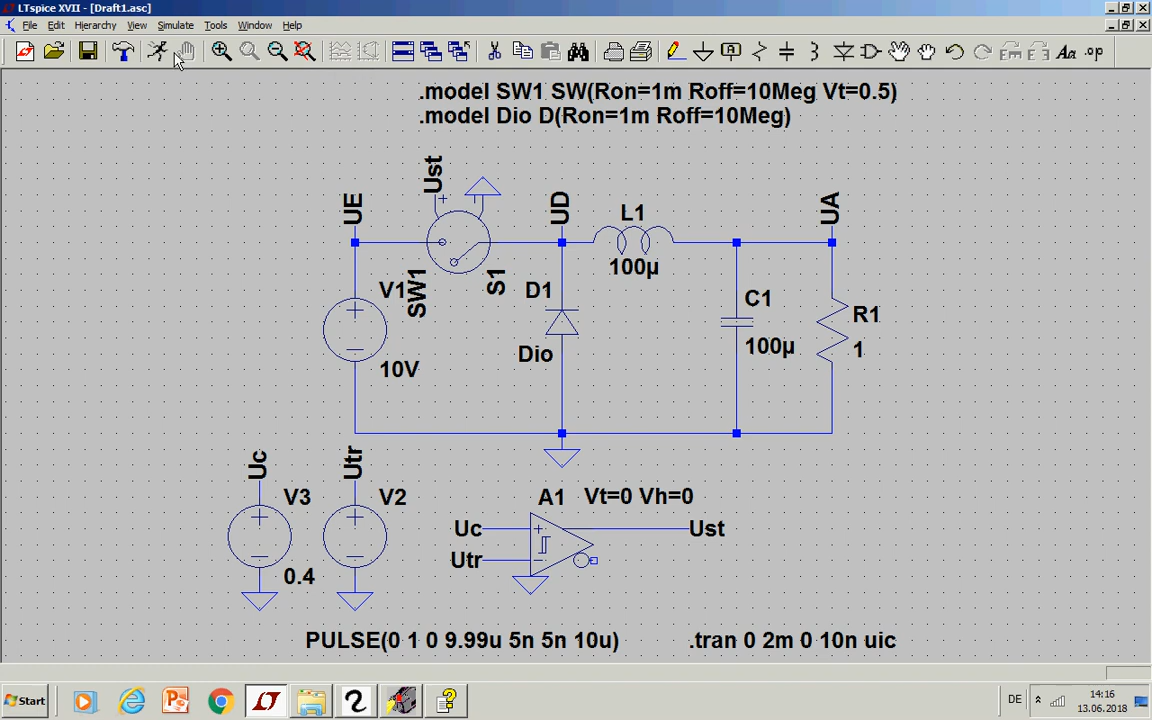 LTspice XVII - [Draft1.asc]
File Edit Hierarchy View Simulate Tools Window Help
Aa .op
.model SW1 SW(Ron=1m Roff=10Meg Vt=0.5)
.model Dio D(Ron=1m Roff=10Meg)
Ust
UE
UD
L1
UA
100µ
SW1
S1
V1
10V
D1
Dio
C1
100µ
R1
1
Uc
Utr
V3
V2
0.4
A1 Vt=0 Vh=0
Uc
Ust
Utr
PULSE(0 1 0 9.99u 5n 5n 10u)
.tran 0 2m 0 10n uic
Start
DE
14:16
13.06.2018